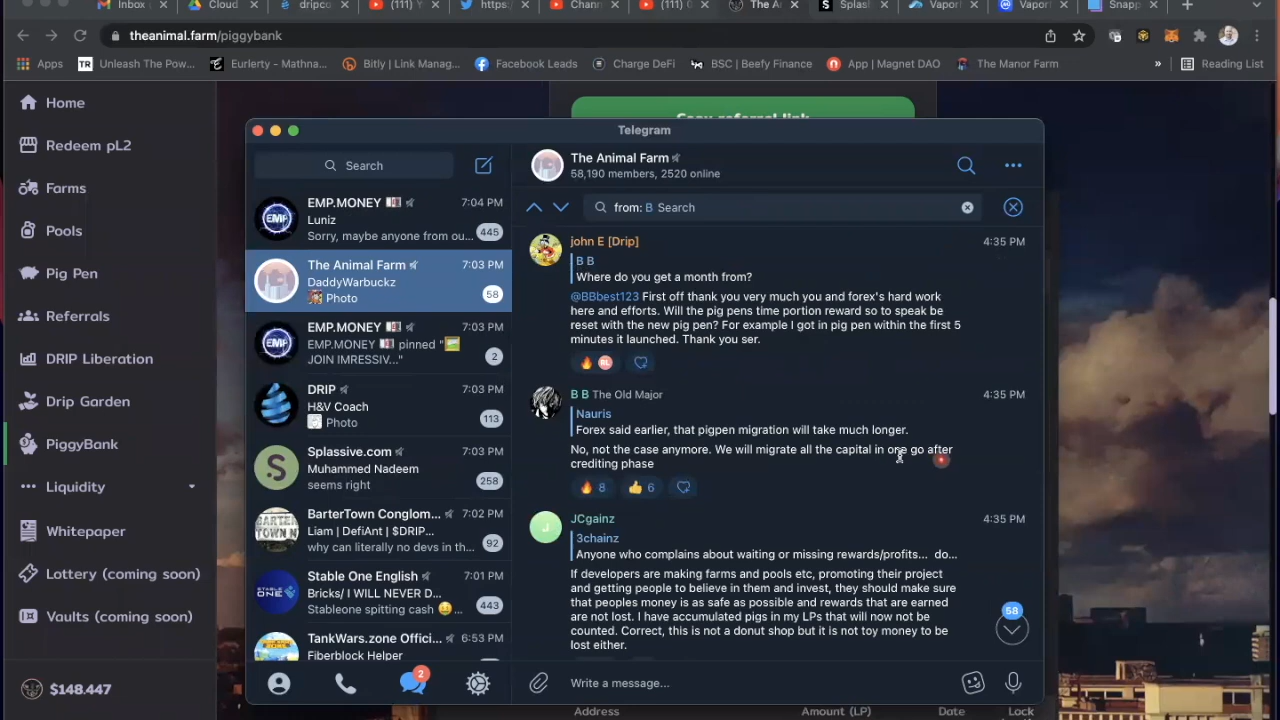 Inbox (
Cloud
dripco
(111) Y
https:/
Chann
(111) 
The A
Splas
Vapor
Vapor
Snapp
theanimal.farm/piggybank
Apps
TR Unleash The Pow...
Eurlerty - Mathna...
Bitly | Link Manag...
Facebook Leads
Charge DeFi
BSC | Beefy Finance
App | Magnet DAO
The Manor Farm
»
Reading List
Home
Redeem pL2
Farms
Pools
Pig Pen
Referrals
DRIP Liberation
Drip Garden
PiggyBank
Liquidity
Whitepaper
Lottery (coming soon)
Vaults (coming soon)
$148.447
Copy referral link
Telegram
Search
EMP.MONEY 7:04 PM
Luniz
Sorry, maybe anyone from ou... 445
The Animal Farm 7:03 PM
DaddyWarbuckz
Photo 58
EMP.MONEY 7:03 PM
EMP.MONEY pinned "
JOIN IMRESSIV..." 2
DRIP 7:03 PM
H&V Coach
Photo 113
Splassive.com 7:03 PM
Muhammed Nadeem
seems right 258
BarterTown Conglom... 7:02 PM
Liam | DefiAnt | $DRIP...
why can literally no devs in th... 92
Stable One English 7:01 PM
Bricks/ I WILL NEVER D...
Stableone spitting cash 443
TankWars.zone Offici... 6:53 PM
Fiberblock Helper
2
The Animal Farm
58,190 members, 2520 online
from: B Search
john E [Drip] 4:35 PM
B B
Where do you get a month from?
@BBbest123 First off thank you very much you and forex's hard work
here and efforts. Will the pig pens time portion reward so to speak be
reset with the new pig pen? For example I got in pig pen within the first 5
minutes it launched. Thank you ser.
B B The Old Major 4:35 PM
Nauris
Forex said earlier, that pigpen migration will take much longer.
No, not the case anymore. We will migrate all the capital in one go after
crediting phase
8 6
JCgainz 4:35 PM
3chainz
Anyone who complains about waiting or missing rewards/profits... do...
If developers are making farms and pools etc, promoting their project
and getting people to believe in them and invest, they should make sure
that peoples money is as safe as possible and rewards that are earned
are not lost. I have accumulated pigs in my LPs that will now not be
counted. Correct, this is not a donut shop but it is not toy money to be
lost either.
58
Write a message...
Address Amount (LP) Date Lock